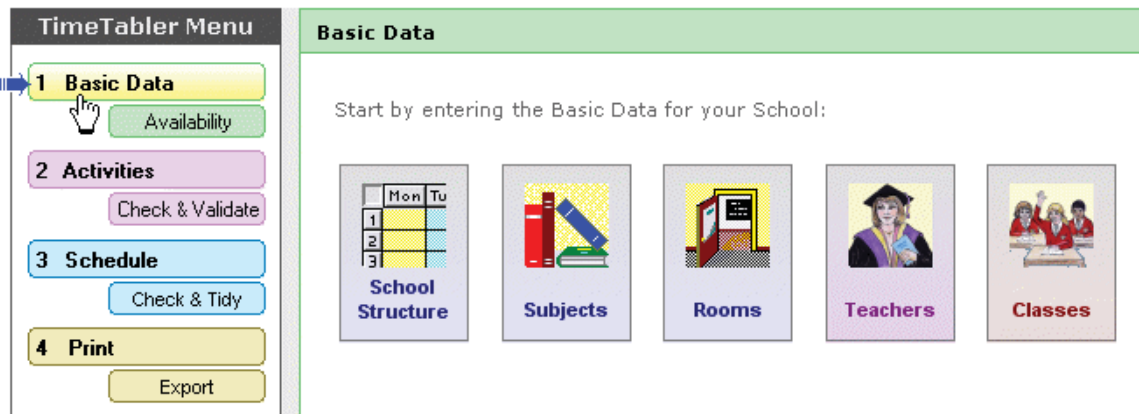 TimeTabler Menu
1 Basic Data
Availability
2 Activities
Check & Validate
3 Schedule
Check & Tidy
4 Print
Export
Basic Data
Start by entering the Basic Data for your School:
Mon Tu
1
2
3
School
Structure
Subjects
Rooms
Teachers
Classes